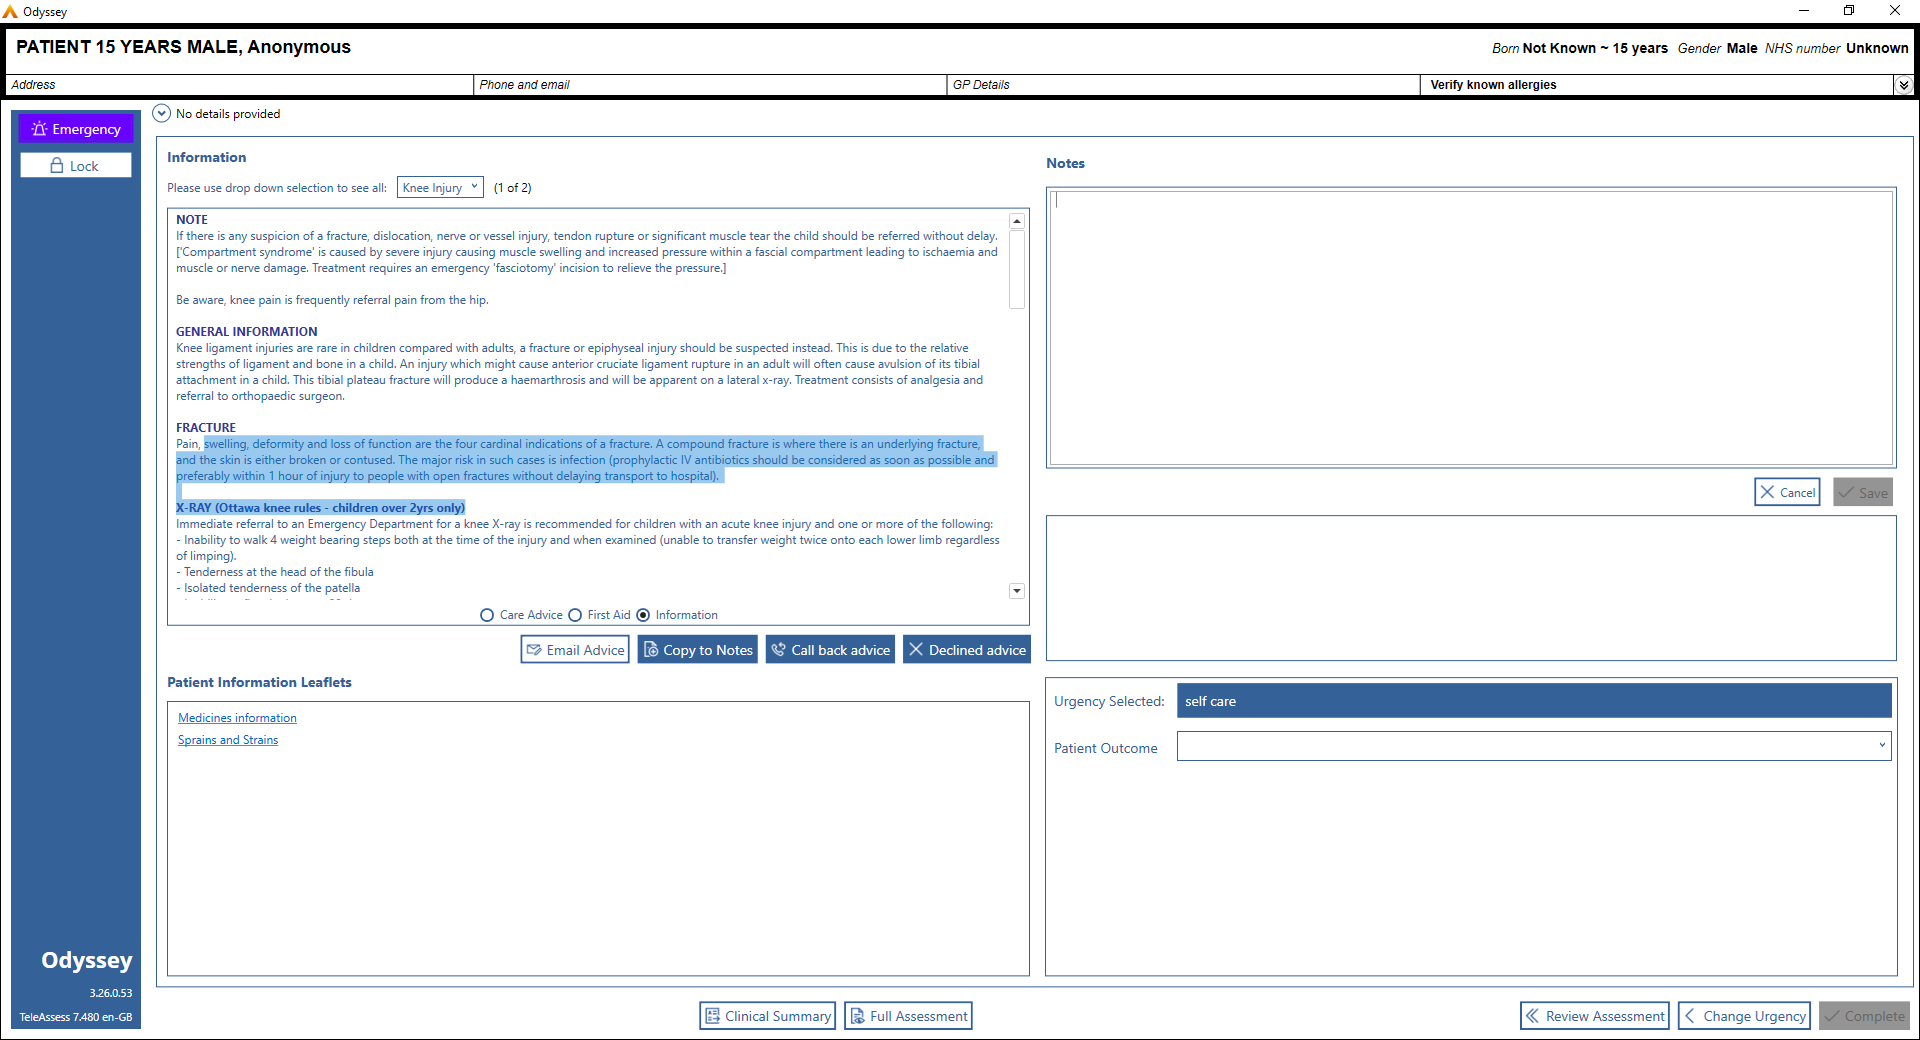 Odyssey
PATIENT 15 YEARS MALE, Anonymous
Born Not Known ~ 15 years Gender Male NHS number Unknown
Address
Phone and email
GP Details
Verify known allergies
Emergency
Lock
No details provided
Information
Please use drop down selection to see all: Knee Injury (1 of 2)
NOTE
If there is any suspicion of a fracture, dislocation, nerve or vessel injury, tendon rupture or significant muscle tear the child should be referred without delay.
['Compartment syndrome' is caused by severe injury causing muscle swelling and increased pressure within a fascial compartment leading to ischaemia and
muscle or nerve damage. Treatment requires an emergency 'fasciotomy' incision to relieve the pressure.]
Be aware, knee pain is frequently referral pain from the hip.
GENERAL INFORMATION
Knee ligament injuries are rare in children compared with adults, a fracture or epiphyseal injury should be suspected instead. This is due to the relative
strengths of ligament and bone in a child. An injury which might cause anterior cruciate ligament rupture in an adult will often cause avulsion of its tibial
attachment in a child. This tibial plateau fracture will produce a haemarthrosis and will be apparent on a lateral x-ray. Treatment consists of analgesia and
referral to orthopaedic surgeon.
FRACTURE
Pain, swelling, deformity and loss of function are the four cardinal indications of a fracture. A compound fracture is where there is an underlying fracture,
and the skin is either broken or contused. The major risk in such cases is infection (prophylactic IV antibiotics should be considered as soon as possible and
preferably within 1 hour of injury to people with open fractures without delaying transport to hospital).
X-RAY (Ottawa knee rules - children over 2yrs only)
Immediate referral to an Emergency Department for a knee X-ray is recommended for children with an acute knee injury and one or more of the following:
- Inability to walk 4 weight bearing steps both at the time of the injury and when examined (unable to transfer weight twice onto each lower limb regardless
of limping).
- Tenderness at the head of the fibula
- Isolated tenderness of the patella
Care Advice First Aid Information
Email Advice
Copy to Notes
Call back advice
Declined advice
Patient Information Leaflets
Medicines information
Sprains and Strains
Notes
Cancel
Save
Urgency Selected: self care
Patient Outcome
Odyssey
3.26.0.53
TeleAssess 7.480 en-GB
Clinical Summary
Full Assessment
Review Assessment
Change Urgency
Complete